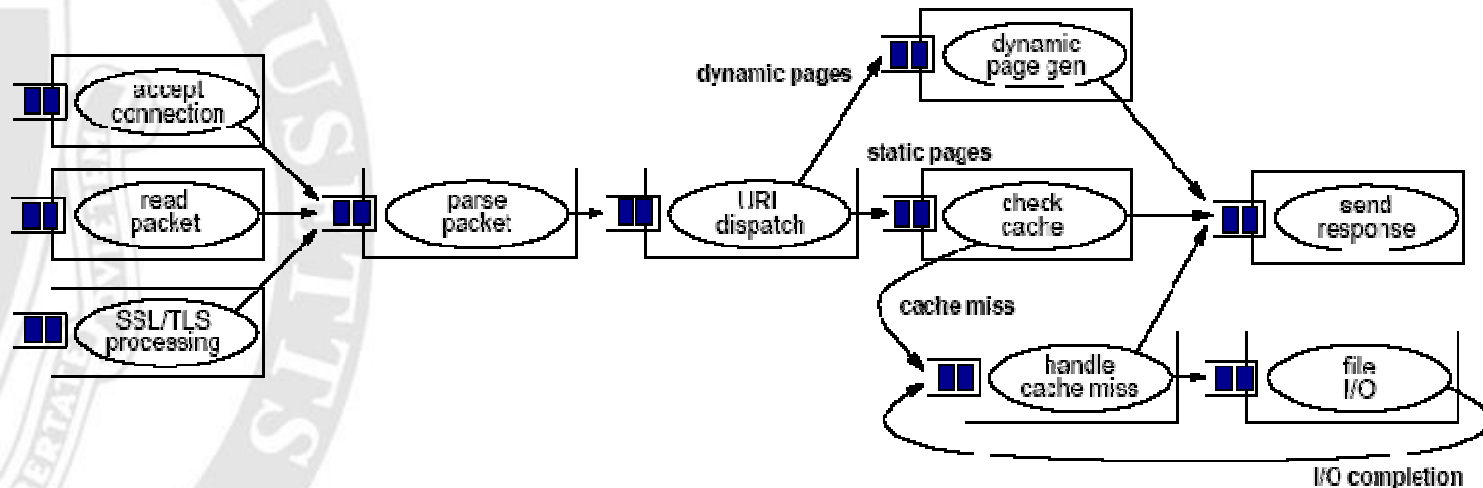 accept
connection
read
packet
SSL/TLS
processing
parse
packet
URI
dispatch
dynamic pages
dynamic
page gen
static pages
check
cache
cache miss
handle
cache miss
file
I/O
I/O completion
send
response